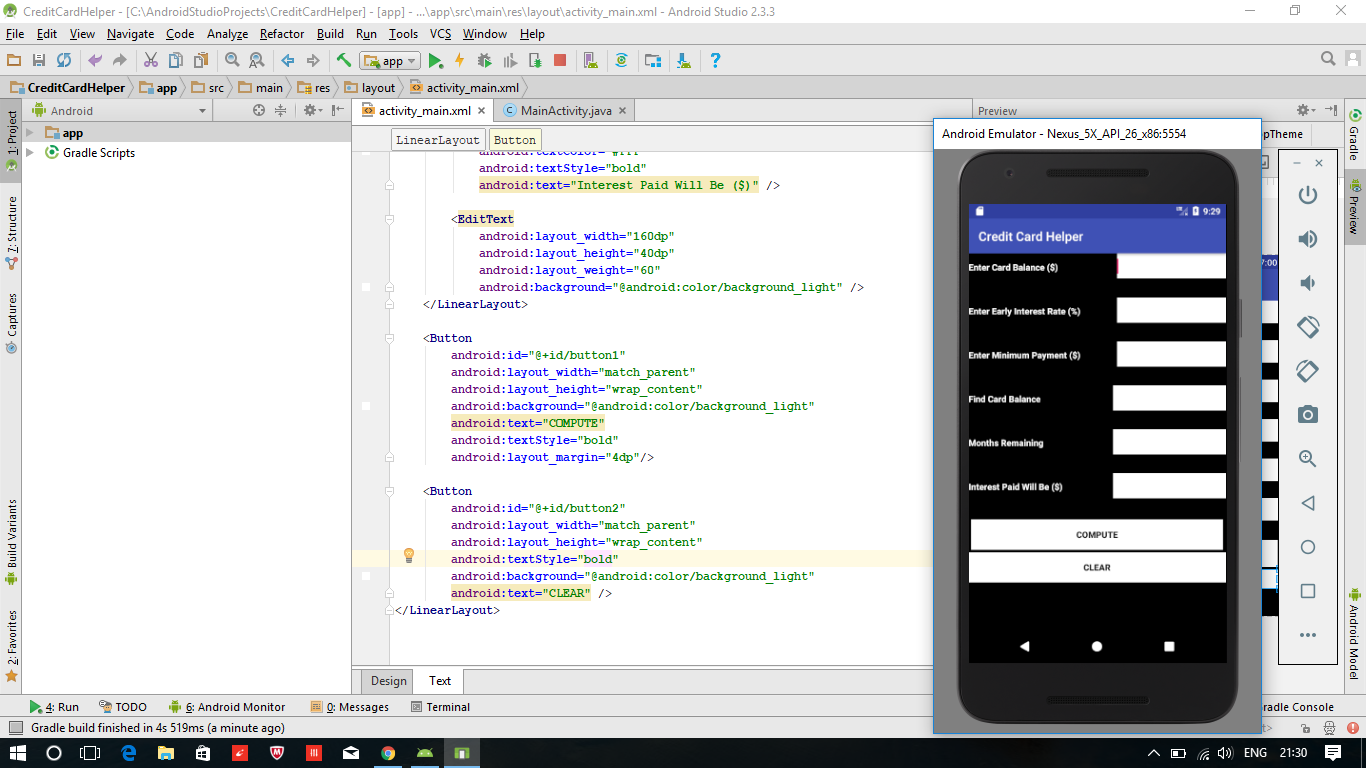 CreditCardHelper - [C:\AndroidStudioProjects\CreditCardHelper] - [app] - ...\app\src\main\res\layout\activity_main.xml - Android Studio 2.3.3
File Edit View Navigate Code Analyze Refactor Build Run Tools VCS Window Help
app
CreditCardHelper app src main res layout activity_main.xml
1: Project
7: Structure
Captures
Build Variants
2: Favorites
Android
app
Gradle Scripts
activity_main.xml MainActivity.java
LinearLayout Button
android:textColor="#fff"
android:textStyle="bold"
android:text="Interest Paid Will Be ($)" />
<EditText
android:layout_width="160dp"
android:layout_height="40dp"
android:layout_weight="60"
android:background="@android:color/background_light" />
</LinearLayout>
<Button
android:id="@+id/button1"
android:layout_width="match_parent"
android:layout_height="wrap_content"
android:background="@android:color/background_light"
android:text="COMPUTE"
android:textStyle="bold"
android:layout_margin="4dp"/>
<Button
android:id="@+id/button2"
android:layout_width="match_parent"
android:layout_height="wrap_content"
android:textStyle="bold"
android:background="@android:color/background_light"
android:text="CLEAR" />
</LinearLayout>
Design Text
Preview
pTheme
7:00
Android Emulator - Nexus_5X_API_26_x86:5554
9:29
Credit Card Helper
Enter Card Balance ($)
Enter Early Interest Rate (%)
Enter Minimum Payment ($)
Find Card Balance
Months Remaining
Interest Paid Will Be ($)
COMPUTE
CLEAR
Gradle
Preview
Android Model
4: Run TODO 6: Android Monitor 0: Messages Terminal
radle Console
Gradle build finished in 4s 519ms (a minute ago)
ENG 21:30